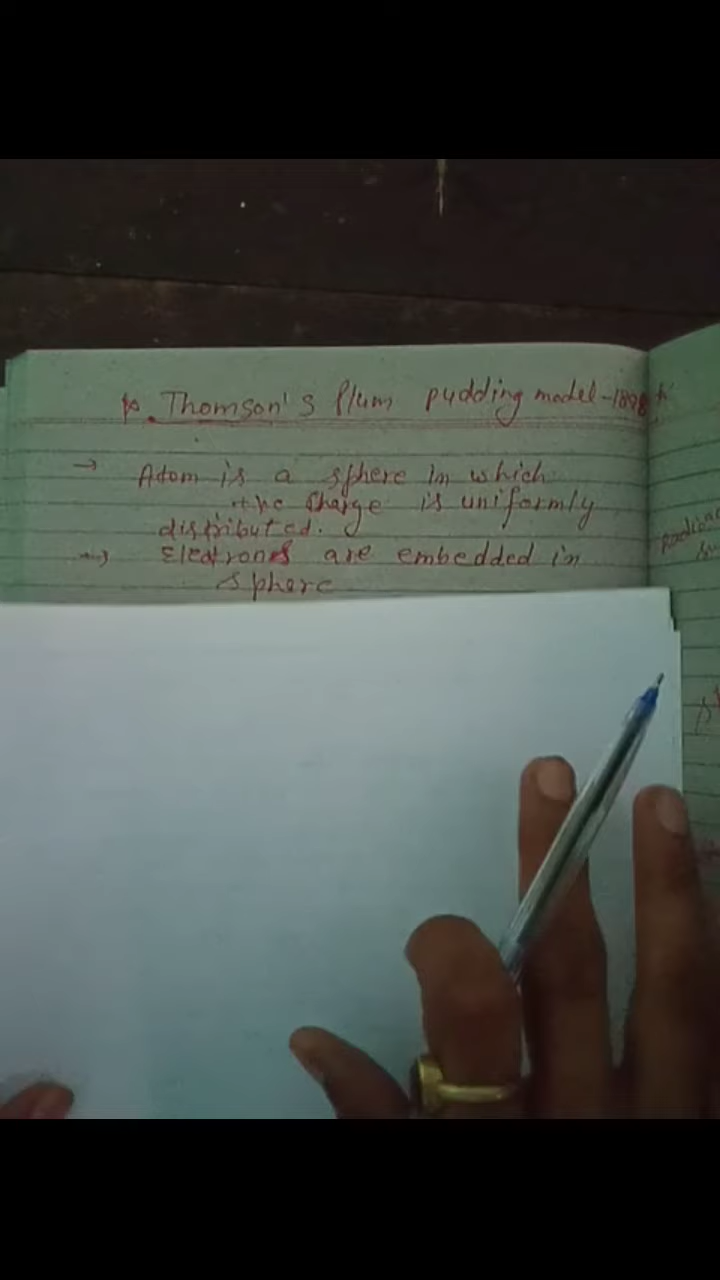 Thomson's Plum pudding model - 1898
→ Atom is a sphere in which
the charge is uniformly
distributed.
→ Electrons are embedded in
sphere